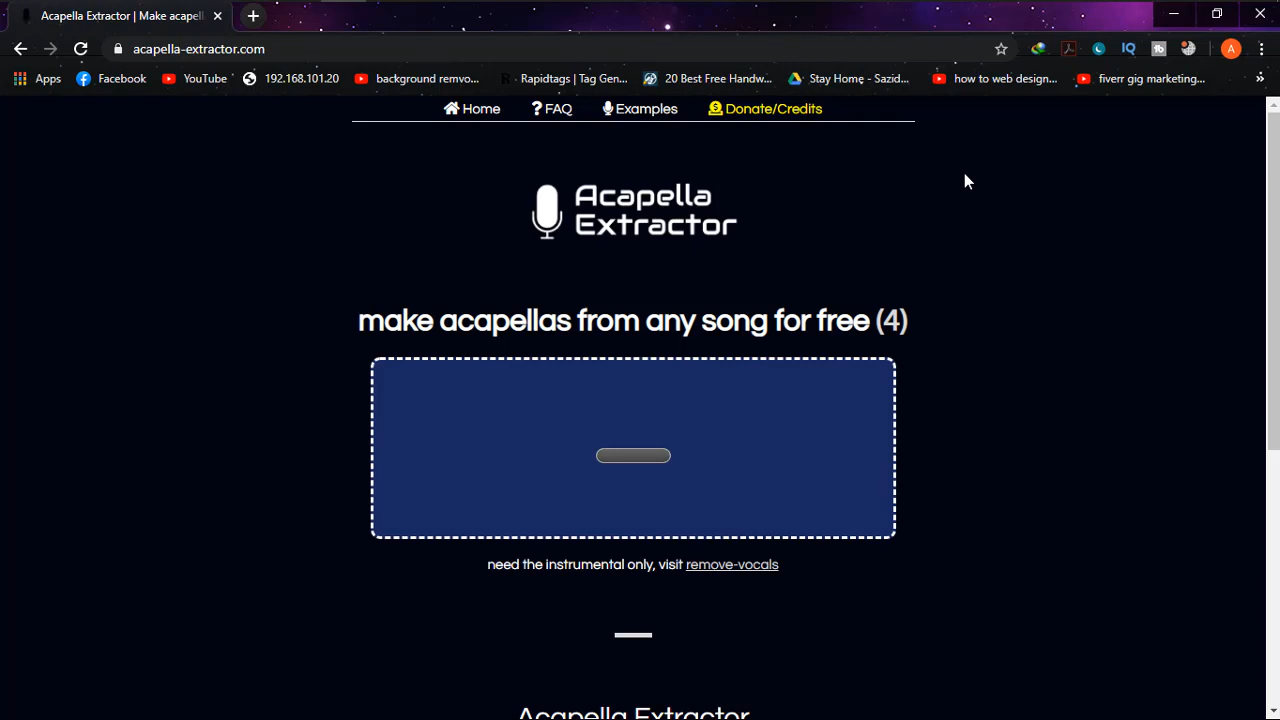 Acapella Extractor | Make acapell
acapella-extractor.com
IQ
A
Apps
Facebook
YouTube
192.168.101.20
background remvo...
Rapidtags | Tag Gen...
20 Best Free Handw...
Stay Home - Sazid...
how to web design...
fiverr gig marketing...
Home
FAQ
Examples
Donate/Credits
Acapella
Extractor
make acapellas from any song for free (4)
need the instrumental only, visit remove-vocals
Acapella Extractor